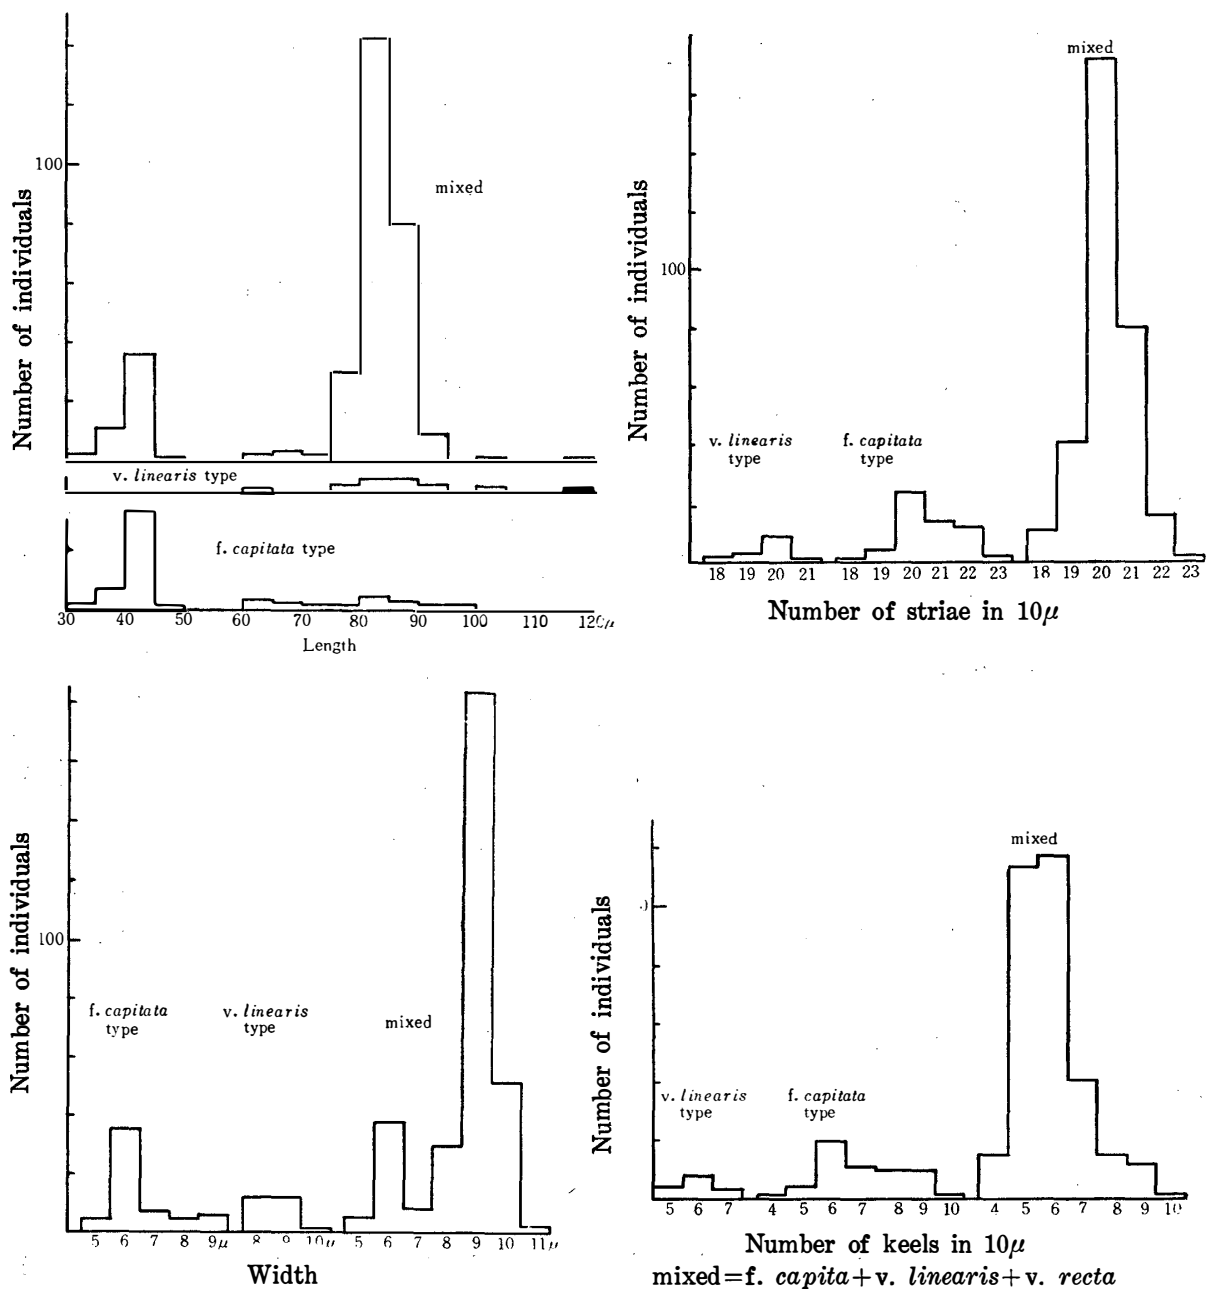 Number of individuals
100
mixed
v. linearis type
f. capitata type
30 40 50 60 70 80 90 100 110 120μ
Length
Number of individuals
100
mixed
v. linearis
type
f. capitata
type
18 19 20 21 18 19 20 21 22 23 18 19 20 21 22 23
Number of striae in 10μ
Number of individuals
100
f. capitata
type
v. linearis
type
mixed
5 6 7 8 9μ 8 9 10μ 5 6 7 8 9 10 11μ
Width
Number of individuals
mixed
v. linearis
type
f. capitata
type
5 6 7 4 5 6 7 8 9 10 4 5 6 7 8 9 10
Number of keels in 10μ
mixed=f. capita+v. linearis+v. recta